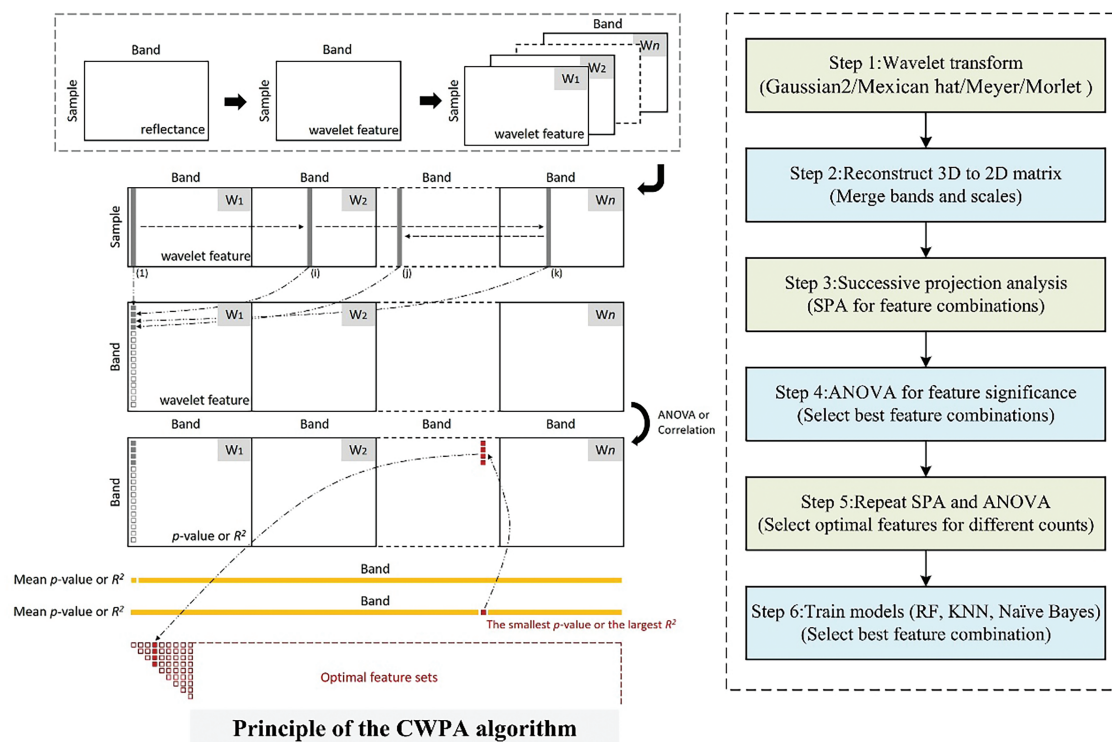 Band
Band
Band
Sample
reflectance
Sample
wavelet feature
Sample
W1
W2
Wn
wavelet feature
Band
Band
Band
Band
Sample
W1
W2
Wn
wavelet feature
(1)
(i)
(j)
(k)
Band
W1
W2
Wn
wavelet feature
ANOVA or
Correlation
Band
Band
Band
Band
Band
W1
W2
Wn
p-value or R²
Mean p-value or R²
Band
Mean p-value or R²
Band
The smallest p-value or the largest R²
Optimal feature sets
Principle of the CWPA algorithm
Step 1:Wavelet transform
(Gaussian2/Mexican hat/Meyer/Morlet )
Step 2:Reconstruct 3D to 2D matrix
(Merge bands and scales)
Step 3:Successive projection analysis
(SPA for feature combinations)
Step 4:ANOVA for feature significance
(Select best feature combinations)
Step 5:Repeat SPA and ANOVA
(Select optimal features for different counts)
Step 6:Train models (RF, KNN, Naïve Bayes)
(Select best feature combination)